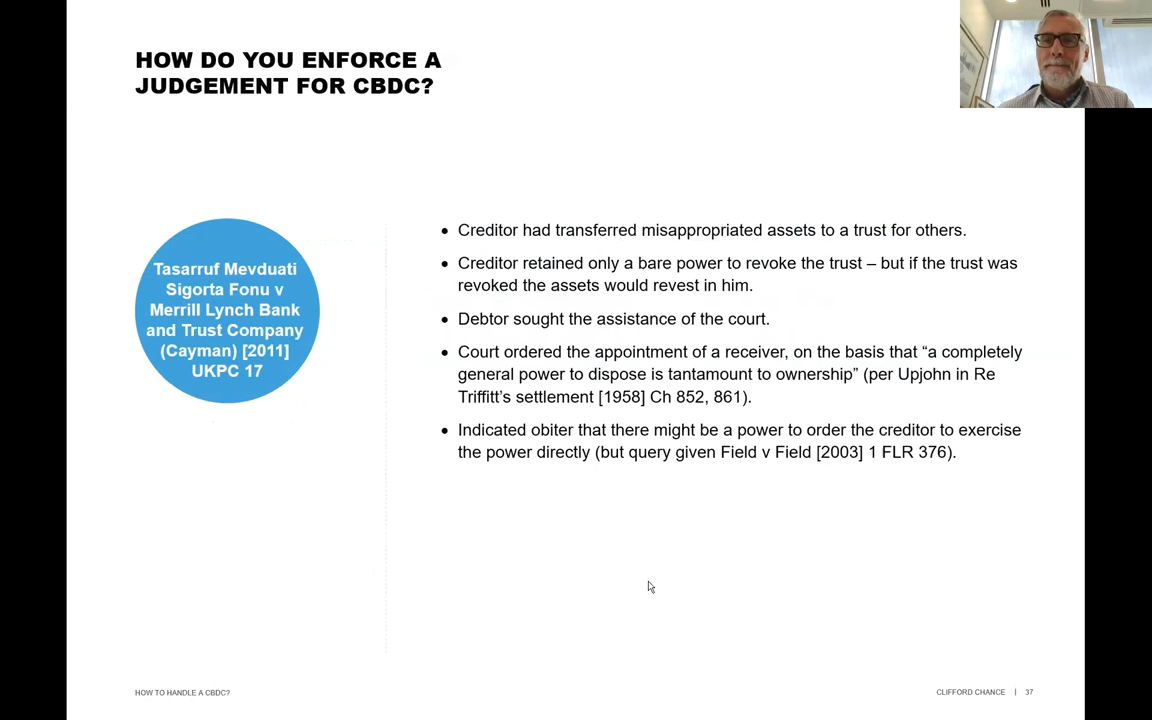 HOW DO YOU ENFORCE A
JUDGEMENT FOR CBDC?
Tasarruf Mevduati
Sigorta Fonu v
Merrill Lynch Bank
and Trust Company
(Cayman) [2011]
UKPC 17
• Creditor had transferred misappropriated assets to a trust for others.
• Creditor retained only a bare power to revoke the trust – but if the trust was
revoked the assets would revest in him.
• Debtor sought the assistance of the court.
• Court ordered the appointment of a receiver, on the basis that “a completely
general power to dispose is tantamount to ownership” (per Upjohn in Re
Triffitt’s settlement [1958] Ch 852, 861).
• Indicated obiter that there might be a power to order the creditor to exercise
the power directly (but query given Field v Field [2003] 1 FLR 376).
HOW TO HANDLE A CBDC?
CLIFFORD CHANCE | 37